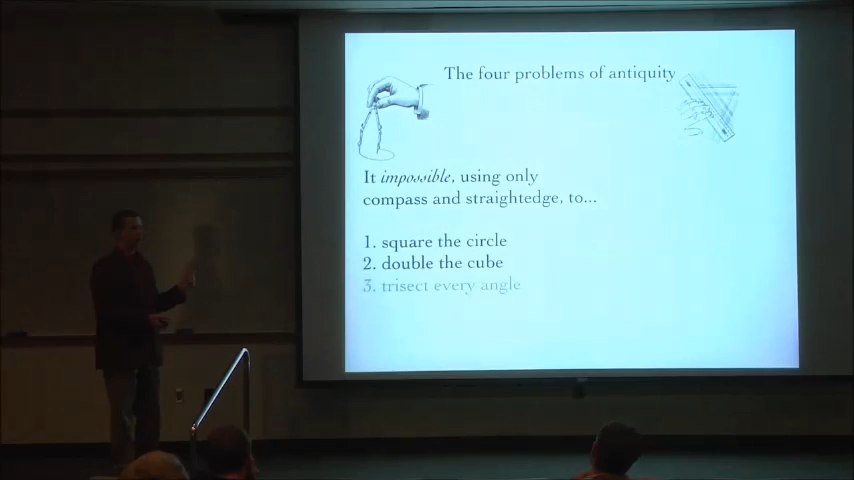 The four problems of antiquity
It impossible, using only
compass and straightedge, to...
1. square the circle
2. double the cube
3. trisect every angle